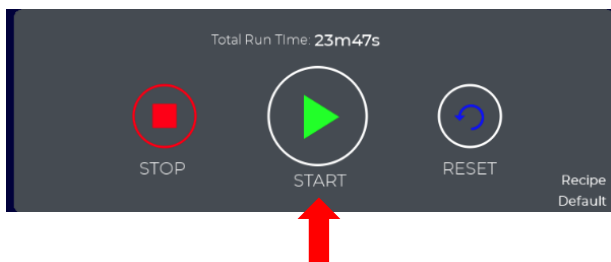 Total Run TIme: 23m47s
STOP
START
RESET
Recipe
Default